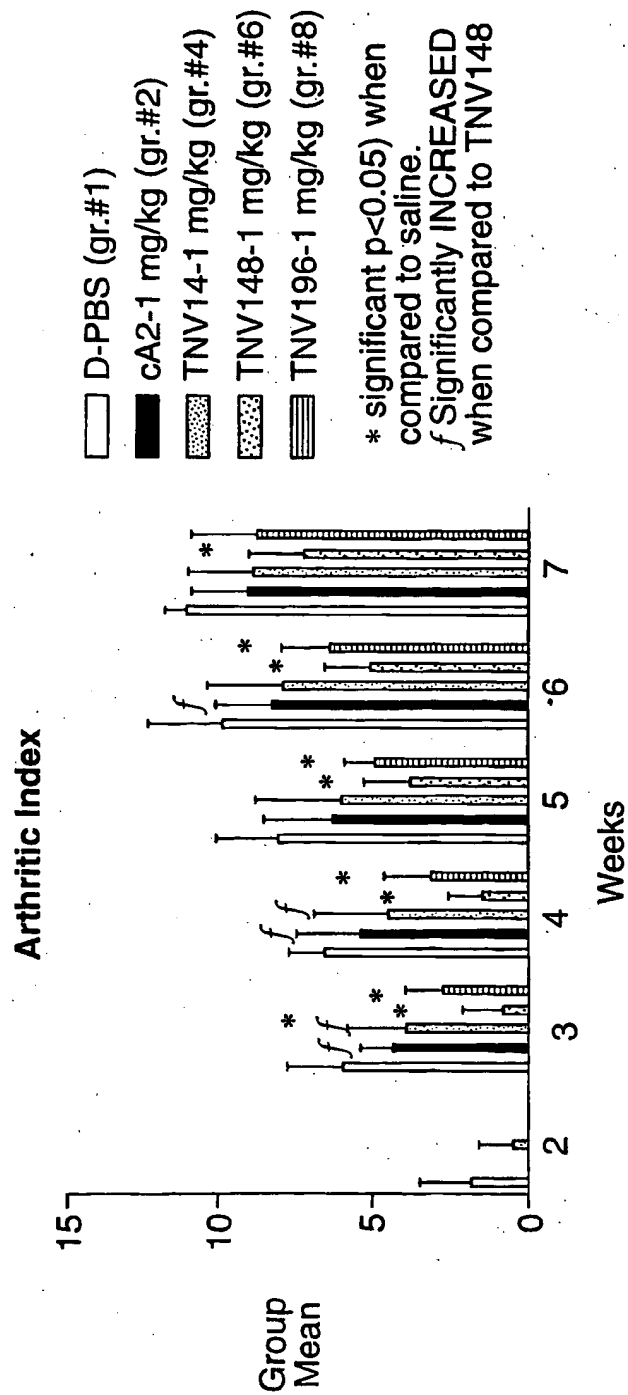 Arthritic Index
Group
Mean
15
10
5
0
2
3
4
5
6
7
Weeks
f
f
*
*
*
f
f
*
*
*
*
f
*
*
*
D-PBS (gr.#1)
cA2-1 mg/kg (gr.#2)
TNV14-1 mg/kg (gr.#4)
TNV148-1 mg/kg (gr.#6)
TNV196-1 mg/kg (gr.#8)
* significant p<0.05) when
compared to saline.
f Significantly INCREASED
when compared to TNV148